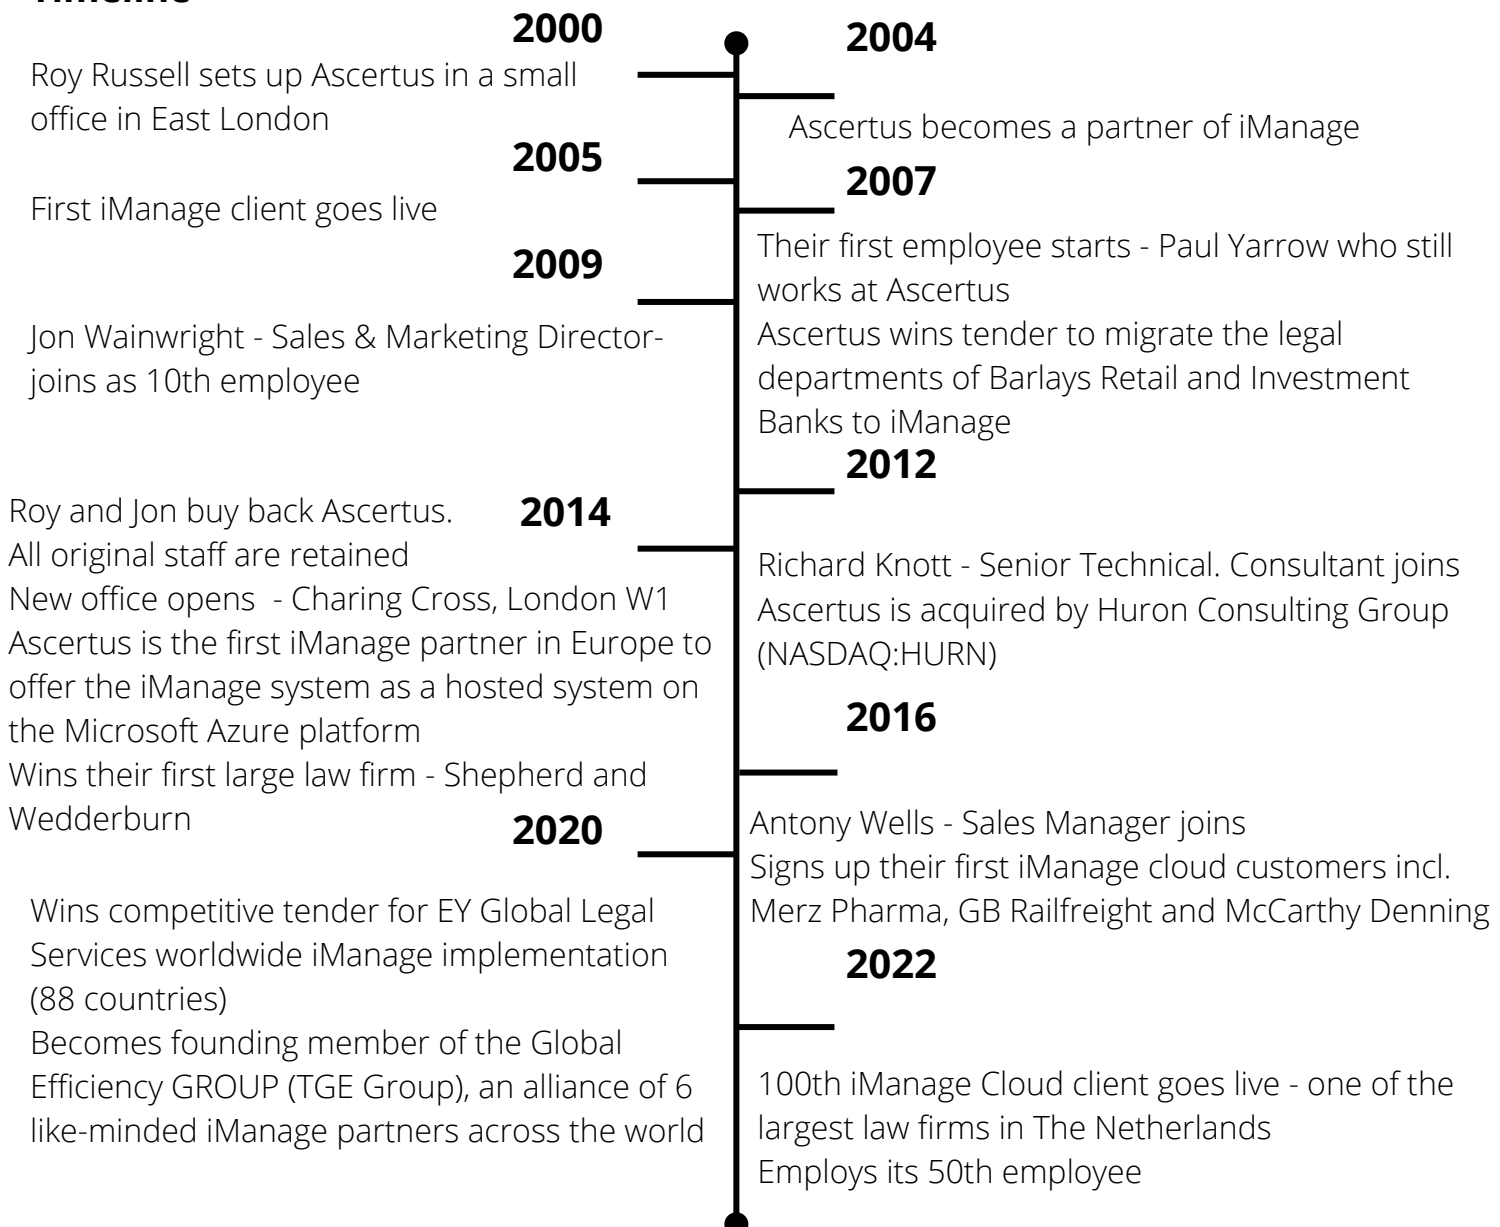 Timeline
2000
Roy Russell sets up Ascertus in a small
office in East London
2004
Ascertus becomes a partner of iManage
2005
First iManage client goes live
2007
Their first employee starts - Paul Yarrow who still
works at Ascertus
Ascertus wins tender to migrate the legal
departments of Barlays Retail and Investment
Banks to iManage
2009
Jon Wainwright - Sales & Marketing Director-
joins as 10th employee
2012
Richard Knott - Senior Technical. Consultant joins
Ascertus is acquired by Huron Consulting Group
(NASDAQ:HURN)
2014
Roy and Jon buy back Ascertus.
All original staff are retained
New office opens  - Charing Cross, London W1
Ascertus is the first iManage partner in Europe to
offer the iManage system as a hosted system on
the Microsoft Azure platform
Wins their first large law firm - Shepherd and
Wedderburn
2016
Antony Wells - Sales Manager joins
Signs up their first iManage cloud customers incl.
Merz Pharma, GB Railfreight and McCarthy Denning
2020
Wins competitive tender for EY Global Legal
Services worldwide iManage implementation
(88 countries)
Becomes founding member of the Global
Efficiency GROUP (TGE Group), an alliance of 6
like-minded iManage partners across the world
2022
100th iManage Cloud client goes live - one of the
largest law firms in The Netherlands
Employs its 50th employee